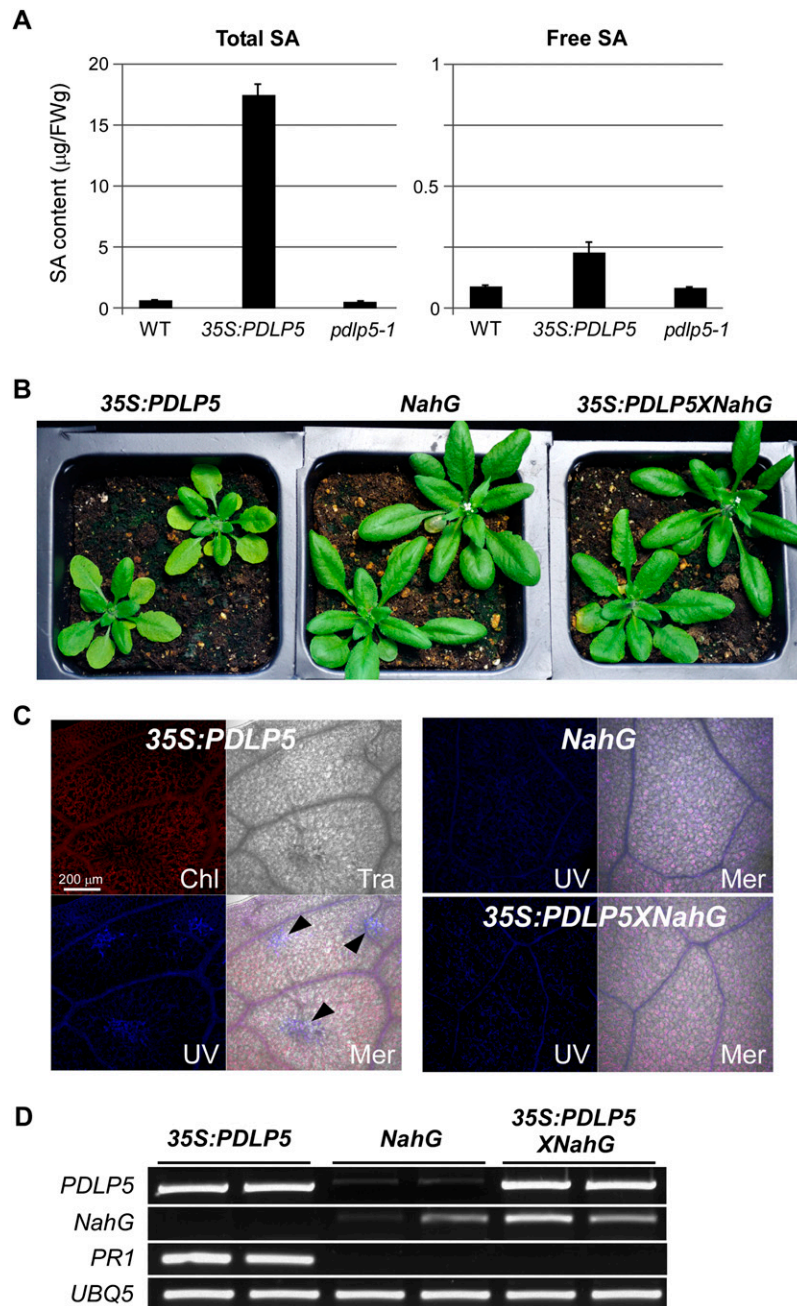 A
Total SA
Free SA
SA content (µg/FWg)
20
15
10
5
0
WT
35S:PDLP5
pdlp5-1
1
0.5
0
WT
35S:PDLP5
pdlp5-1
B
35S:PDLP5
NahG
35S:PDLP5XNahG
C
35S:PDLP5
Chl
200 µm
Tra
UV
Mer
NahG
UV
Mer
35S:PDLP5XNahG
UV
Mer
D
35S:PDLP5
NahG
35S:PDLP5
XNahG
PDLP5
NahG
PR1
UBQ5